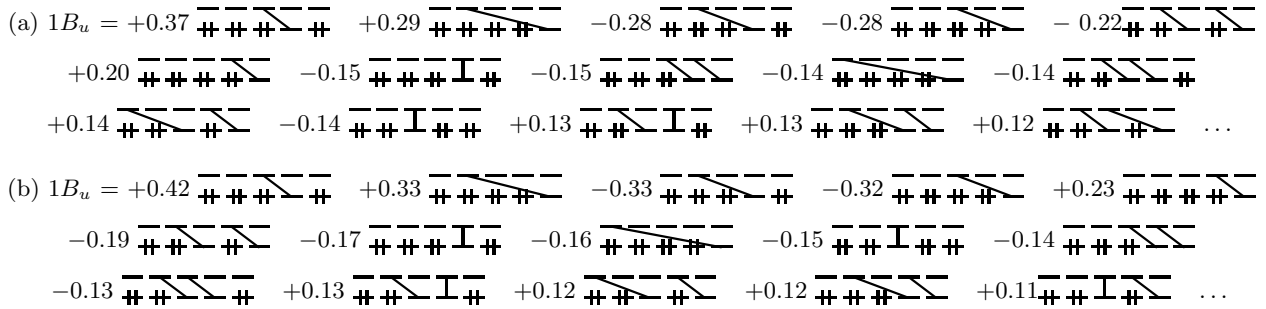 (a) 1B_u = +0.37 +0.29 −0.28 −0.28 − 0.22
+0.20 −0.15 −0.15 −0.14 −0.14
+0.14 −0.14 +0.13 +0.13 +0.12 ...
(b) 1B_u = +0.42 +0.33 −0.33 −0.32 +0.23
−0.19 −0.17 −0.16 −0.15 −0.14
−0.13 +0.13 +0.12 +0.12 +0.11 ...